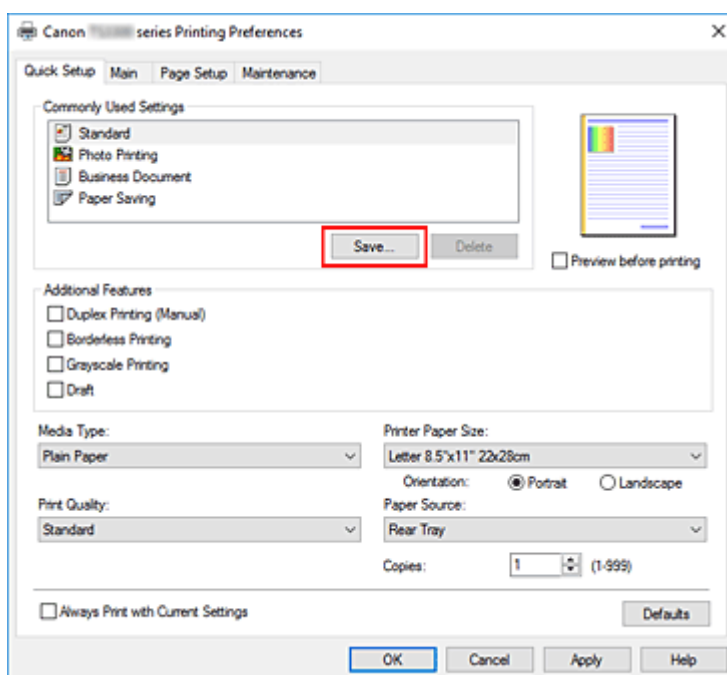 Canon series Printing Preferences
Quick Setup Main Page Setup Maintenance
Commonly Used Settings
Standard
Photo Printing
Business Document
Paper Saving
Save... Delete
Preview before printing
Additional Features
Duplex Printing (Manual)
Borderless Printing
Grayscale Printing
Draft
Media Type: Printer Paper Size:
Plain Paper Letter 8.5"x11" 22x28cm
Orientation: Portrait Landscape
Print Quality: Paper Source:
Standard Rear Tray
Copies: 1 (1-999)
Always Print with Current Settings Defaults
OK Cancel Apply Help